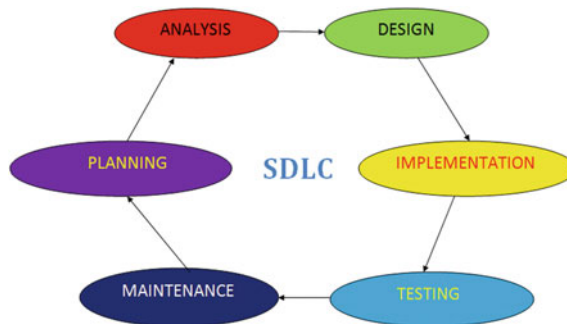 ANALYSIS
DESIGN
PLANNING
SDLC
IMPLEMENTATION
MAINTENANCE
TESTING